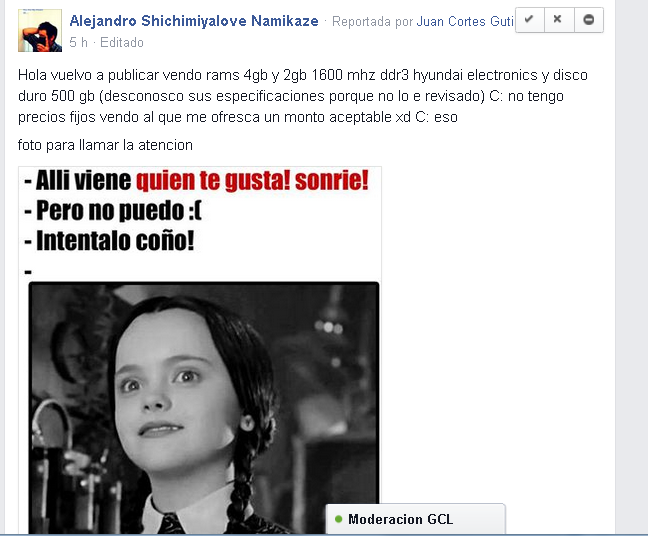 Alejandro Shichimiyalove Namikaze · Reportada por Juan Cortes Guti
5 h · Editado
Hola vuelvo a publicar vendo rams 4gb y 2gb 1600 mhz ddr3 hyundai electronics y disco
duro 500 gb (desconosco sus especificaciones porque no lo e revisado) C: no tengo
precios fijos vendo al que me ofresca un monto aceptable xd C: eso
foto para llamar la atencion
- Alli viene quien te gusta! sonrie!
- Pero no puedo :(
- Intentalo coño!
-
Moderacion GCL